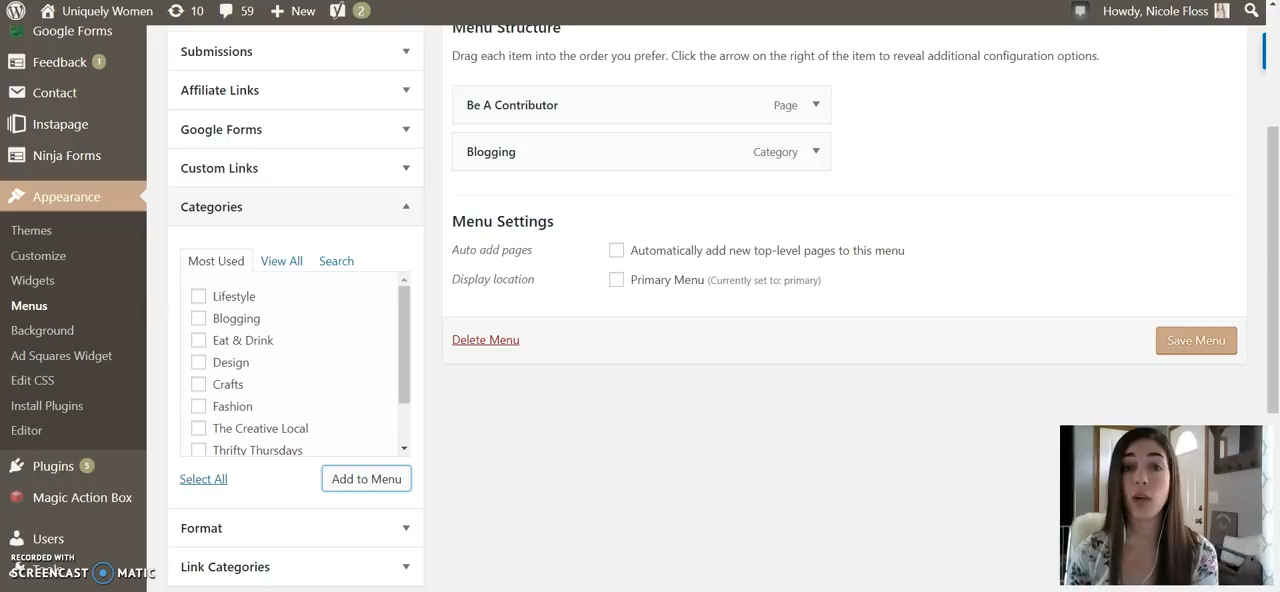 Uniquely Women 10 59 New 2 Howdy, Nicole Floss
Google Forms
Feedback 1
Contact
Instapage
Ninja Forms
Appearance
Themes
Customize
Widgets
Menus
Background
Ad Squares Widget
Edit CSS
Install Plugins
Editor
Plugins 5
Magic Action Box
Users
RECORDED WITH
SCREENCAST MATIC
Submissions
Affiliate Links
Google Forms
Custom Links
Categories
Most Used View All Search
Lifestyle
Blogging
Eat & Drink
Design
Crafts
Fashion
The Creative Local
Thrifty Thursdays
Select All Add to Menu
Format
Link Categories
Menu Structure
Drag each item into the order you prefer. Click the arrow on the right of the item to reveal additional configuration options.
Be A Contributor Page
Blogging Category
Menu Settings
Auto add pages Automatically add new top-level pages to this menu
Display location Primary Menu (Currently set to: primary)
Delete Menu Save Menu